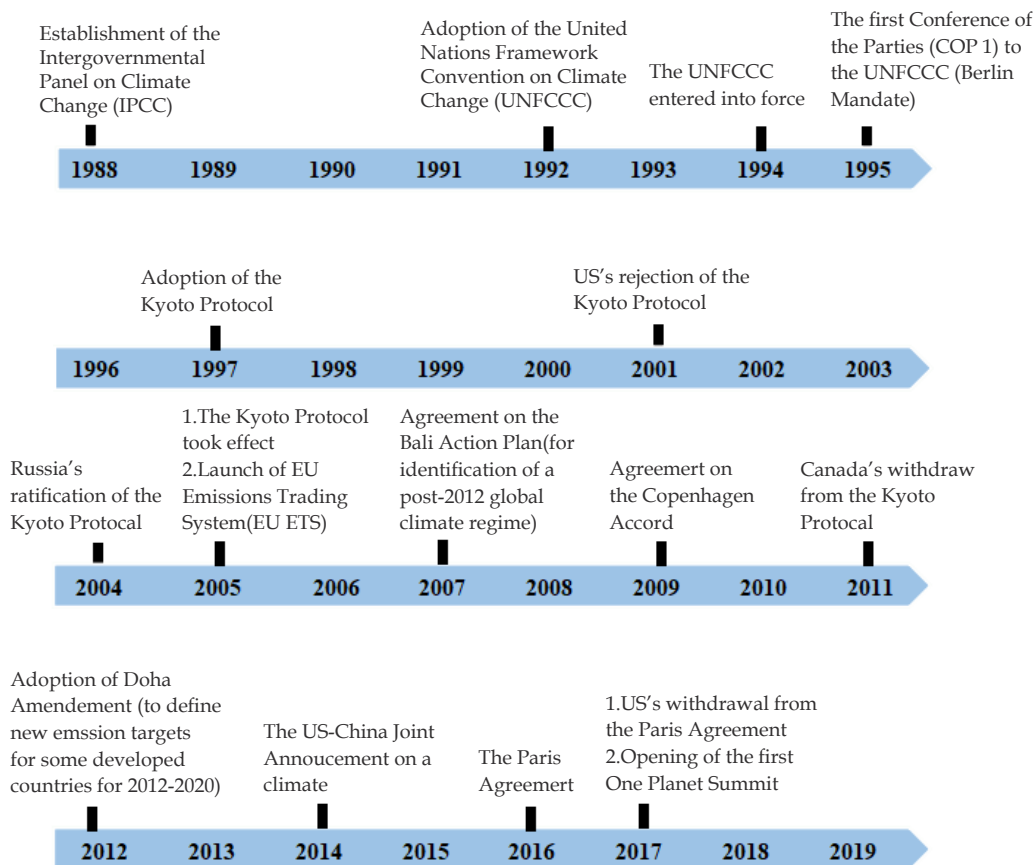 Establishment of the
Intergovernmental
Panel on Climate
Change (IPCC)
Adoption of the United
Nations Framework
Convention on Climate
Change (UNFCCC)
The UNFCCC
entered into force
The first Conference of
the Parties (COP 1) to
the UNFCCC (Berlin
Mandate)
1988 1989 1990 1991 1992 1993 1994 1995
Adoption of the
Kyoto Protocol
US's rejection of the
Kyoto Protocol
1996 1997 1998 1999 2000 2001 2002 2003
Russia's
ratification of the
Kyoto Protocal
1.The Kyoto Protocol
took effect
2.Launch of EU
Emissions Trading
System(EU ETS)
Agreement on the
Bali Action Plan(for
identification of a
post-2012 global
climate regime)
Agreemert on
the Copenhagen
Accord
Canada's withdraw
from the Kyoto
Protocal
2004 2005 2006 2007 2008 2009 2010 2011
Adoption of Doha
Amendement (to define
new emssion targets
for some developed
countries for 2012-2020)
The US-China Joint
Annoucement on a
climate
The Paris
Agreemert
1.US's withdrawal from
the Paris Agreement
2.Opening of the first
One Planet Summit
2012 2013 2014 2015 2016 2017 2018 2019